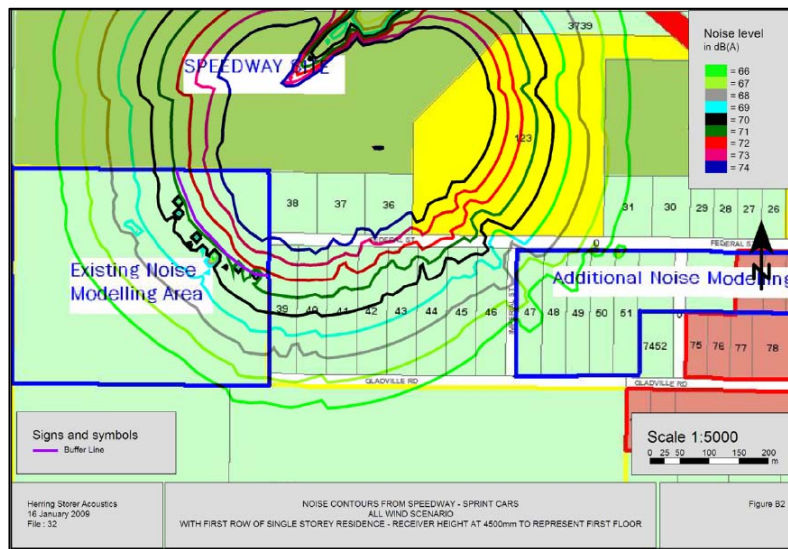 3739
Noise level
in dB(A)
= 66
= 67
= 68
= 69
= 70
= 71
= 72
= 73
= 74
SPEEDWAY SITE
123
38 37 36
31 30 29 28 27 26
FEDERAL ST
N
Existing Noise
Modelling Area
Additional Noise Modelling
39 40 41 42 43 44 45 46
IMPERIAL ST
47 48 49 50 51
7452
75 76 77 78
GLADVILLE RD
GLADVILLE RD
Signs and symbols
Buffer Line
Scale 1:5000
0 25 50 100 150 200
m
Herring Storer Acoustics
16 January 2009
File : 32
NOISE CONTOURS FROM SPEEDWAY - SPRINT CARS
ALL WIND SCENARIO
WITH FIRST ROW OF SINGLE STOREY RESIDENCE - RECEIVER HEIGHT AT 4500mm TO REPRESENT FIRST FLOOR
Figure B2